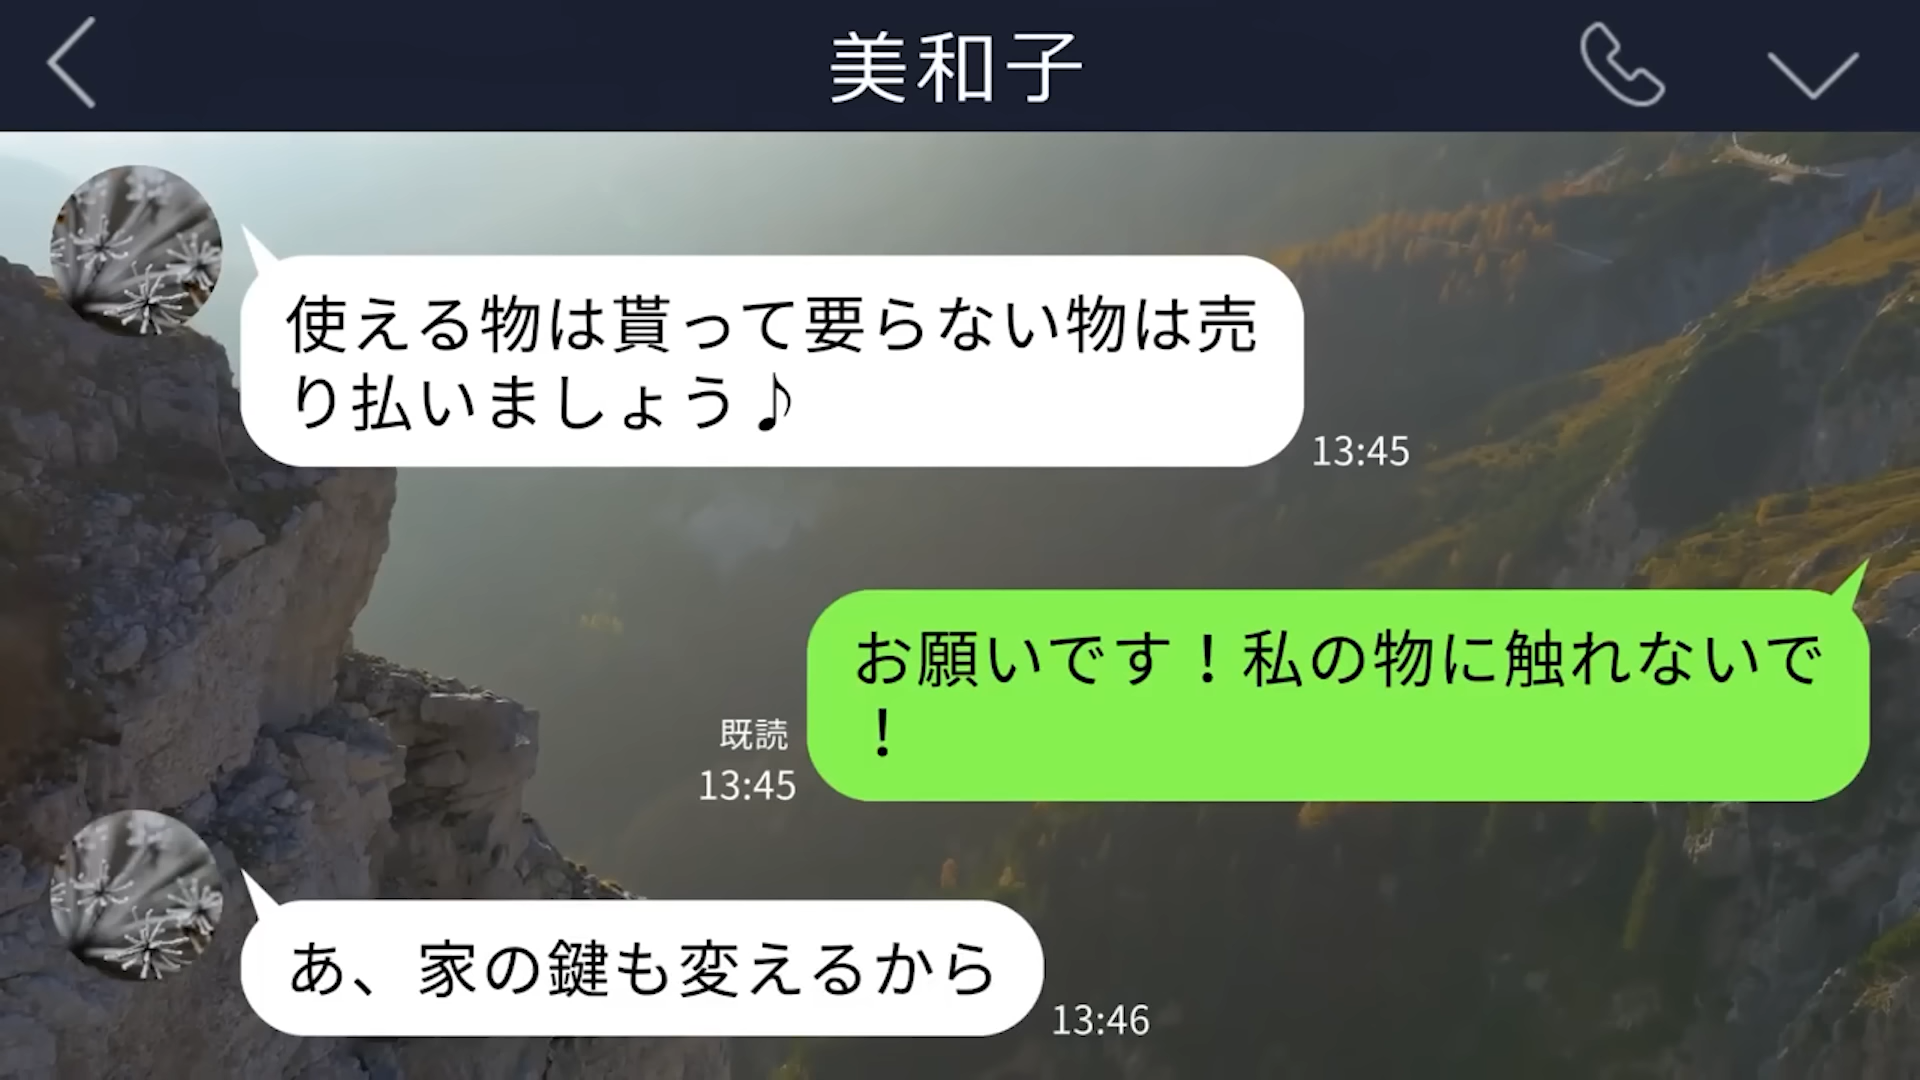 美和子
使える物は貰って要らない物は売
り払いましょう♪
13:45
お願いです！私の物に触れないで
！
既読
13:45
あ、家の鍵も変えるから
13:46